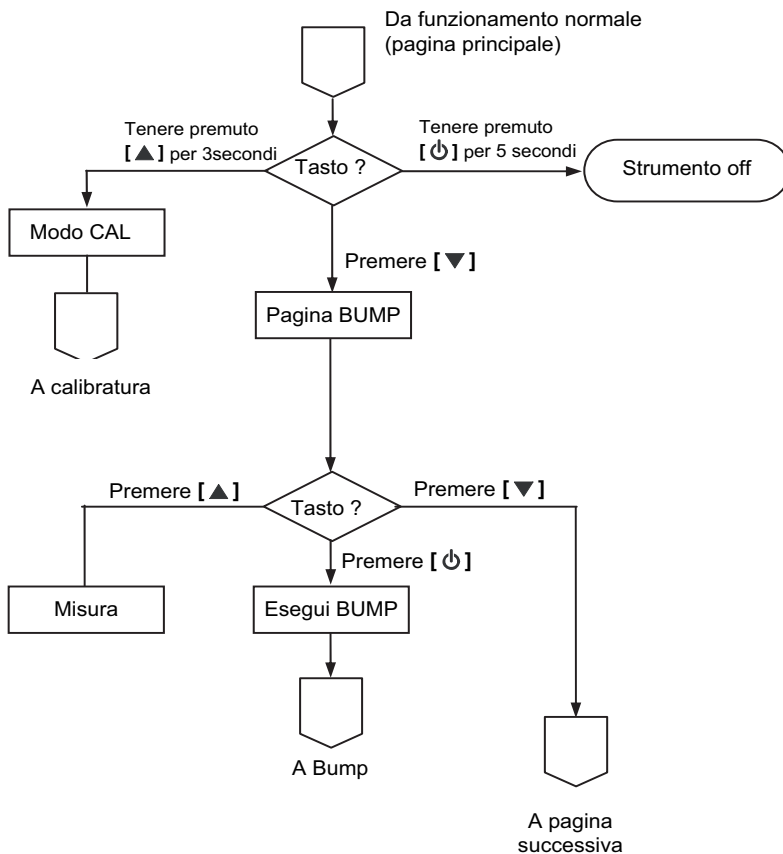 Da funzionamento normale
(pagina principale)
Tenere premuto
[▲] per 3secondi
Tasto ?
Tenere premuto
[⏻] per 5 secondi
Strumento off
Modo CAL
Premere [▼]
Pagina BUMP
A calibratura
Premere [▲]
Tasto ?
Premere [▼]
Premere [⏻]
Misura
Esegui BUMP
A Bump
A pagina
successiva